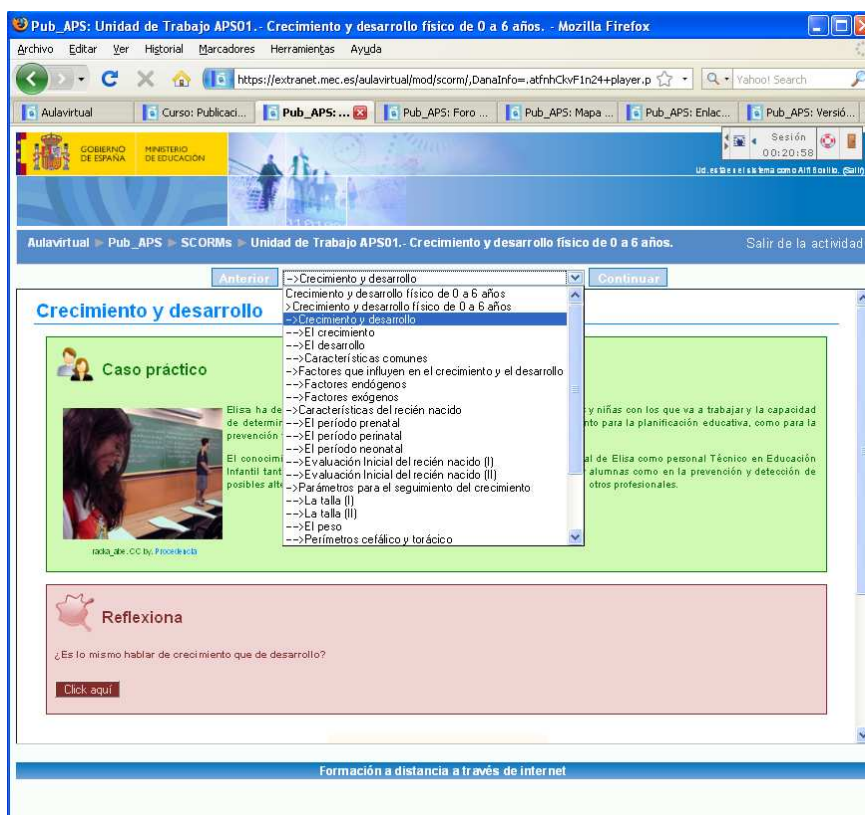 Pub_APS: Unidad de Trabajo APS01.- Crecimiento y desarrollo físico de 0 a 6 años. - Mozilla Firefox
Archivo Editar Ver Historial Marcadores Herramientas Ayuda
https://extranet.mec.es/aulavirtual/mod/scorm/,DanaInfo=.atfnhCkvF1n24+player.p
Yahoo! Search
Aulavirtual
Curso: Publicaci...
Pub_APS: ...
Pub_APS: Foro ...
Pub_APS: Mapa ...
Pub_APS: Enlac...
Pub_APS: Versió...
GOBIERNO DE ESPAÑA
MINISTERIO DE EDUCACIÓN
Sesión
00:20:58
Aulavirtual ► Pub_APS ► SCORMs ► Unidad de Trabajo APS01.- Crecimiento y desarrollo físico de 0 a 6 años.
Salir de la actividad
Anterior
->Crecimiento y desarrollo
Continuar
Crecimiento y desarrollo físico de 0 a 6 años
>Crecimiento y desarrollo físico de 0 a 6 años
->Crecimiento y desarrollo
-->El crecimiento
-->El desarrollo
-->Características comunes
->Factores que influyen en el crecimiento y el desarrollo
-->Factores endógenos
-->Factores exógenos
->Características del recién nacido
-->El período prenatal
-->El período perinatal
-->El período neonatal
-->Evaluación Inicial del recién nacido (I)
-->Evaluación Inicial del recién nacido (II)
->Parámetros para el seguimiento del crecimiento
-->La talla (I)
-->La talla (II)
-->El peso
-->Perímetros cefálico y torácico
Crecimiento y desarrollo
Caso práctico
Elisa ha de
y niñas con los que va a trabajar y la capacidad
de determin
nto para la planificación educativa, como para la
prevención
El conocimi
al de Elisa como personal Técnico en Educación
Infantil tant
alumnas como en la prevención y detección de
posibles alte
otros profesionales.
CC by. Procedencia
Reflexiona
¿Es lo mismo hablar de crecimiento que de desarrollo?
Click aquí
Formación a distancia a través de internet